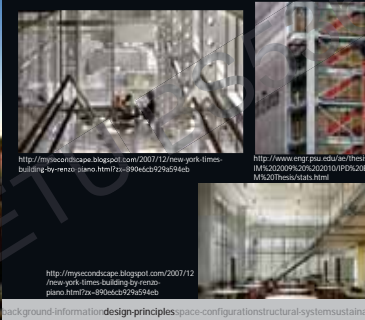 http://mysecondscape.blogspot.com/2007/12/new-york-times-
building-by-renzo-piano.html?zx=890e6cb929a594eb
http://www.engr.psu.edu/ae/thesis
IM%202009%20%202010/IPD%20
M%20Thesis/stats.html
http://mysecondscape.blogspot.com/2007/12
/new-york-times-building-by-renzo-
piano.html?zx=890e6cb929a594eb
background-informationdesign-principlesspace-configurationstructural-systemsustaina